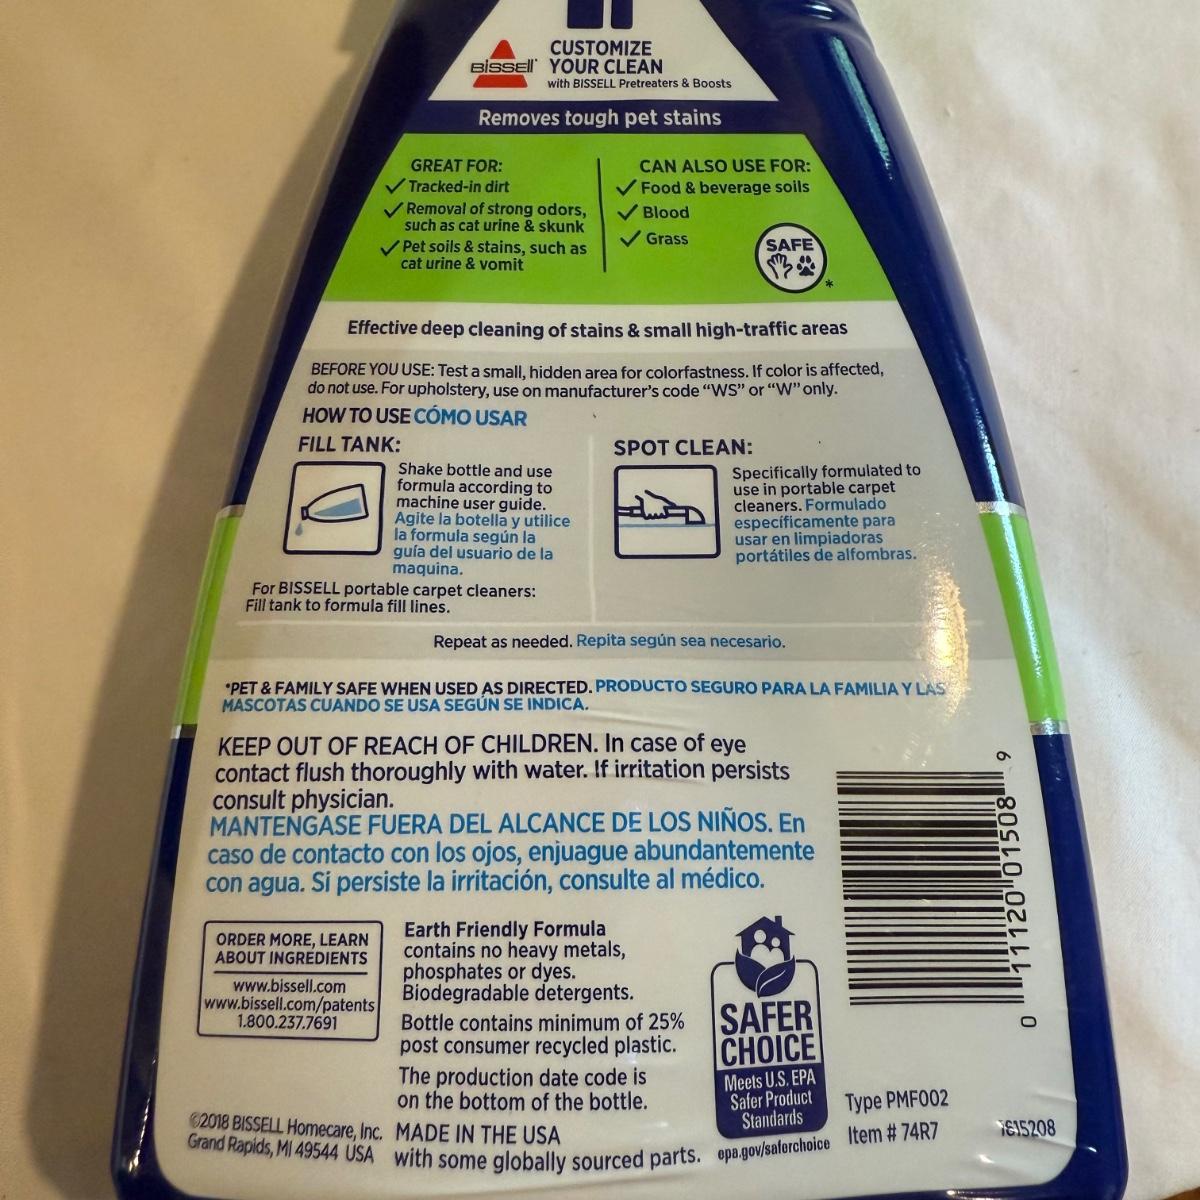 BISSELL
CUSTOMIZE
YOUR CLEAN
with BISSELL Pretreaters & Boosts
Removes tough pet stains
GREAT FOR:
Tracked-in dirt
Removal of strong odors,
such as cat urine & skunk
Pet soils & stains, such as
cat urine & vomit
CAN ALSO USE FOR:
Food & beverage soils
Blood
Grass
SAFE
*
Effective deep cleaning of stains & small high-traffic areas
BEFORE YOU USE: Test a small, hidden area for colorfastness. If color is affected,
do not use. For upholstery, use on manufacturer's code “WS” or “W” only.
HOW TO USE CÓMO USAR
FILL TANK:
Shake bottle and use
formula according to
machine user guide.
Agite la botella y utilice
la formula según la
guía del usuario de la
maquina.
For BISSELL portable carpet cleaners:
Fill tank to formula fill lines.
SPOT CLEAN:
Specifically formulated to
use in portable carpet
cleaners. Formulado
específicamente para
usar en limpiadoras
portátiles de alfombras.
Repeat as needed. Repita según sea necesario.
*PET & FAMILY SAFE WHEN USED AS DIRECTED. PRODUCTO SEGURO PARA LA FAMILIA Y LAS
MASCOTAS CUANDO SE USA SEGÚN SE INDICA.
KEEP OUT OF REACH OF CHILDREN. In case of eye
contact flush thoroughly with water. If irritation persists
consult physician.
MANTENGASE FUERA DEL ALCANCE DE LOS NIÑOS. En
caso de contacto con los ojos, enjuague abundantemente
con agua. Si persiste la irritación, consulte al médico.
ORDER MORE, LEARN
ABOUT INGREDIENTS
www.bissell.com
www.bissell.com/patents
1.800.237.7691
©2018 BISSELL Homecare, Inc.
Grand Rapids, MI 49544 USA
Earth Friendly Formula
contains no heavy metals,
phosphates or dyes.
Biodegradable detergents.
Bottle contains minimum of 25%
post consumer recycled plastic.
The production date code is
on the bottom of the bottle.
MADE IN THE USA
with some globally sourced parts.
SAFER
CHOICE
Meets U.S. EPA
Safer Product
Standards
epa.gov/saferchoice
0 11120 01508 9
Type PMF002
Item # 74R7
1615208